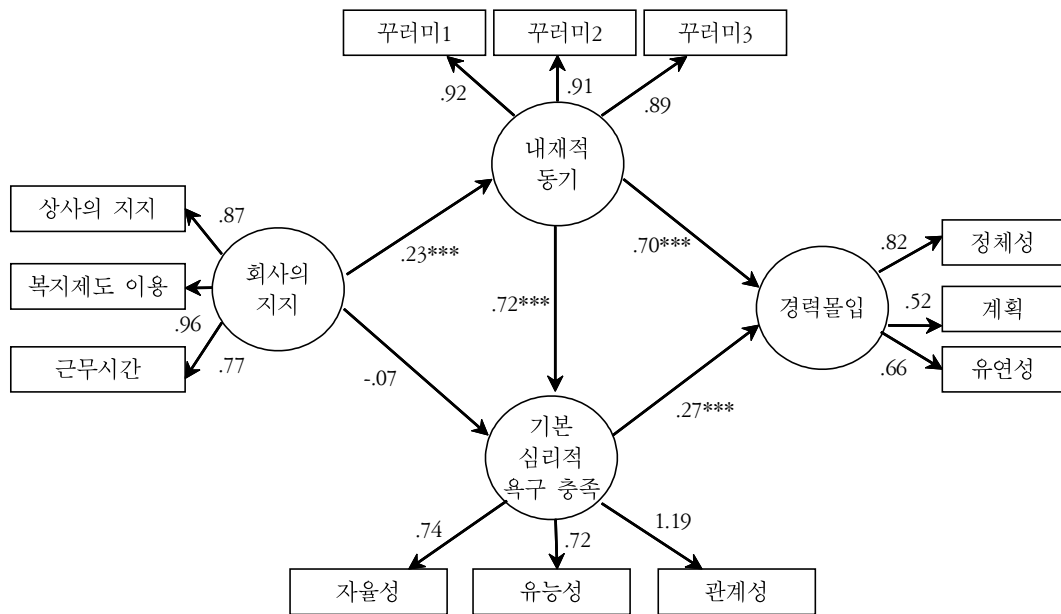 꾸러미1
꾸러미2
꾸러미3
.92
.91
.89
내재적
동기
상사의 지지
.87
복지제도 이용
.96
근무시간
.77
회사의
지지
.23***
.70***
.72***
-.07
.27***
경력몰입
.82
정체성
.52
계획
.66
유연성
기본
심리적
욕구 충족
.74
.72
1.19
자율성
유능성
관계성